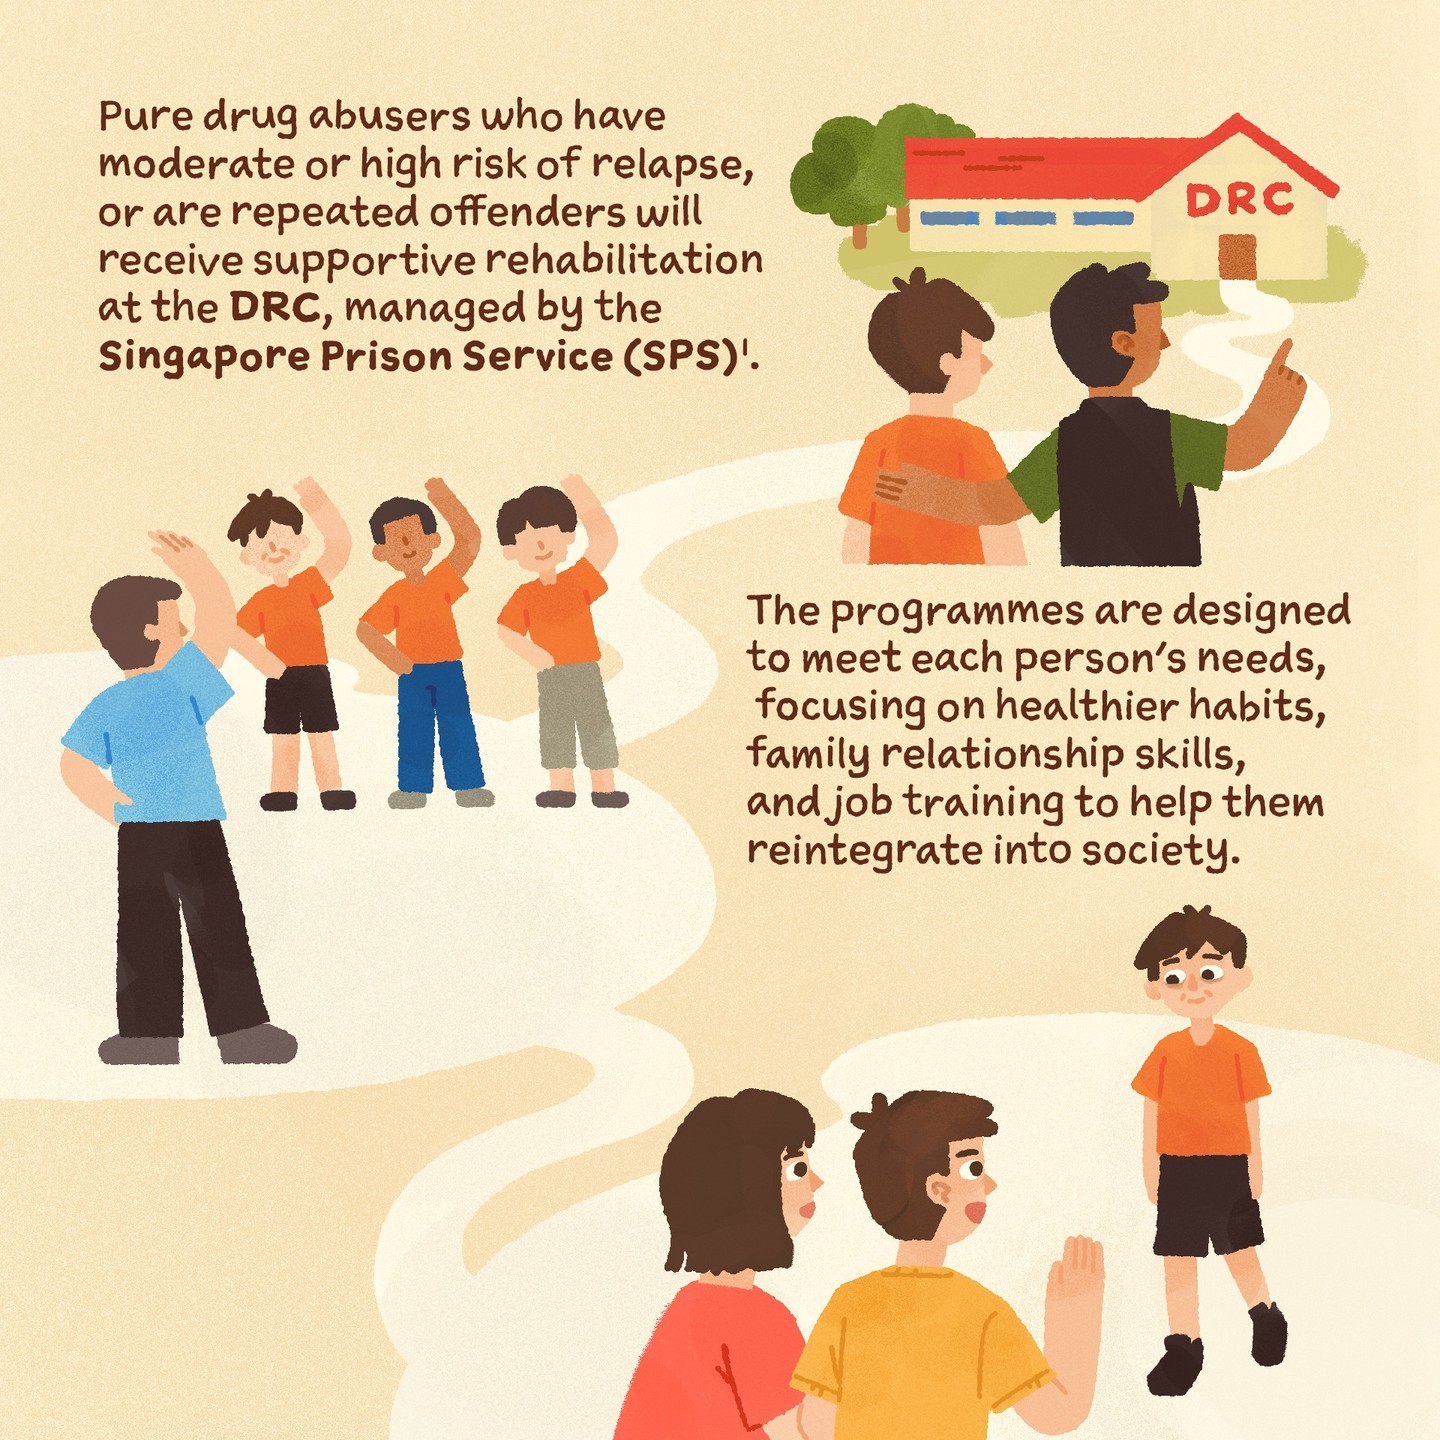 Pure drug abusers who have
moderate or high risk of relapse,
or are repeated offenders will
receive supportive rehabilitation
at the DRC, managed by the
Singapore Prison Service (SPS)¹.
DRC
The programmes are designed
to meet each person's needs,
focusing on healthier habits,
family relationship skills,
and job training to help them
reintegrate into society.